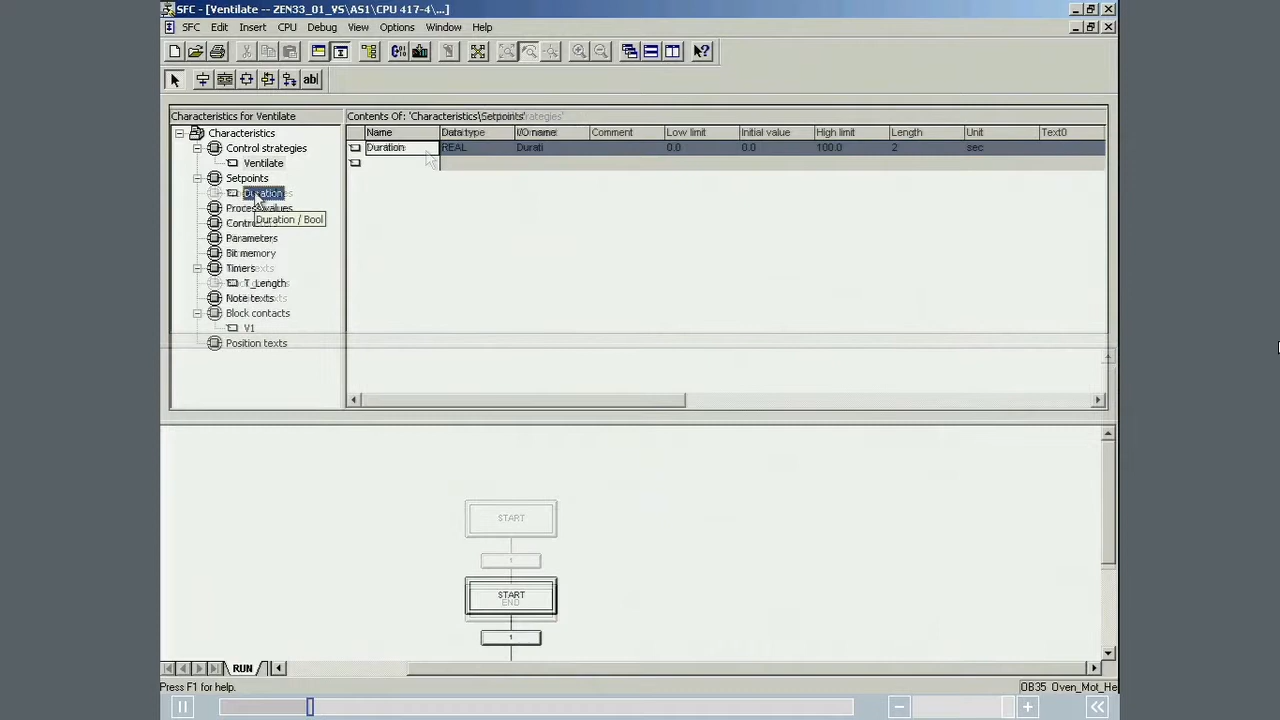 SFC - [Ventilate -- ZEN33_01_VS\AS1\CPU 417-4\...]
SFC Edit Insert CPU Debug View Options Window Help
Characteristics for Ventilate
Contents Of: 'Characteristics\Setpoints'
Characteristics
Control strategies
Ventilate
Setpoints
Duration
Process values
Duration / Bool
Parameters
Bit memory
Timers
T_Length
Note texts
Block contacts
V1
Position texts
Name Data type I/O name Comment Low limit Initial value High limit Length Unit Text0
Duration REAL Durati 0.0 0.0 100.0 2 sec
START
1
START
END
1
RUN
Press F1 for help.
OB35 Oven_Mot_He